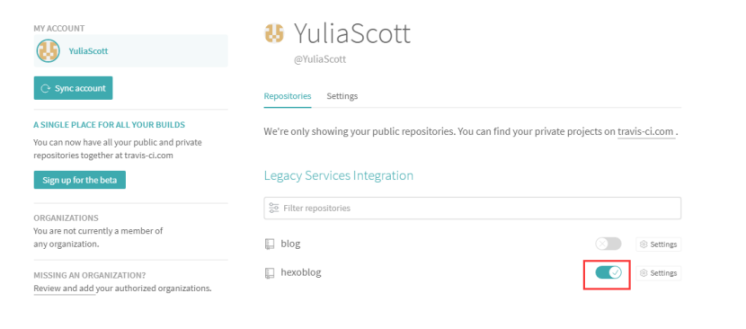 MY ACCOUNT
YuliaScott
Sync account
A SINGLE PLACE FOR ALL YOUR BUILDS
You can now have all your public and private
repositories together at travis-ci.com
Sign up for the beta
ORGANIZATIONS
You are not currently a member of
any organization.
MISSING AN ORGANIZATION?
Review and add your authorized organizations.
YuliaScott
@YuliaScott
Repositories Settings
We're only showing your public repositories. You can find your private projects on travis-ci.com .
Legacy Services Integration
Filter repositories
blog Settings
hexoblog Settings